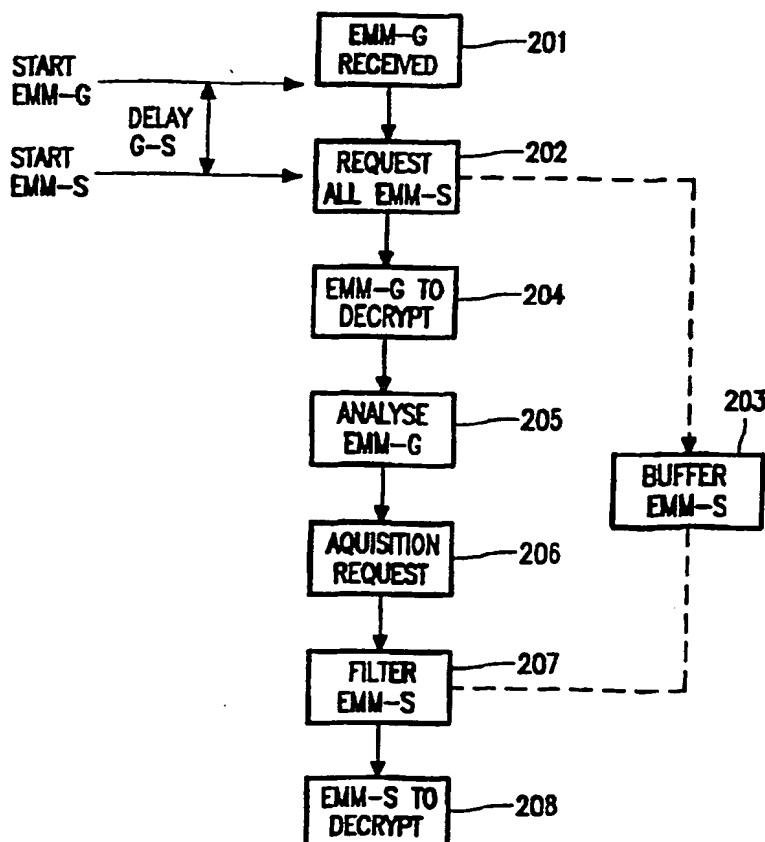 EMM-G
RECEIVED
201
START
EMM-G
DELAY
G-S
START
EMM-S
REQUEST
ALL EMM-S
202
EMM-G TO
DECRYPT
204
ANALYSE
EMM-G
205
203
BUFFER
EMM-S
AQUISITION
REQUEST
206
FILTER
EMM-S
207
EMM-S TO
DECRYPT
208